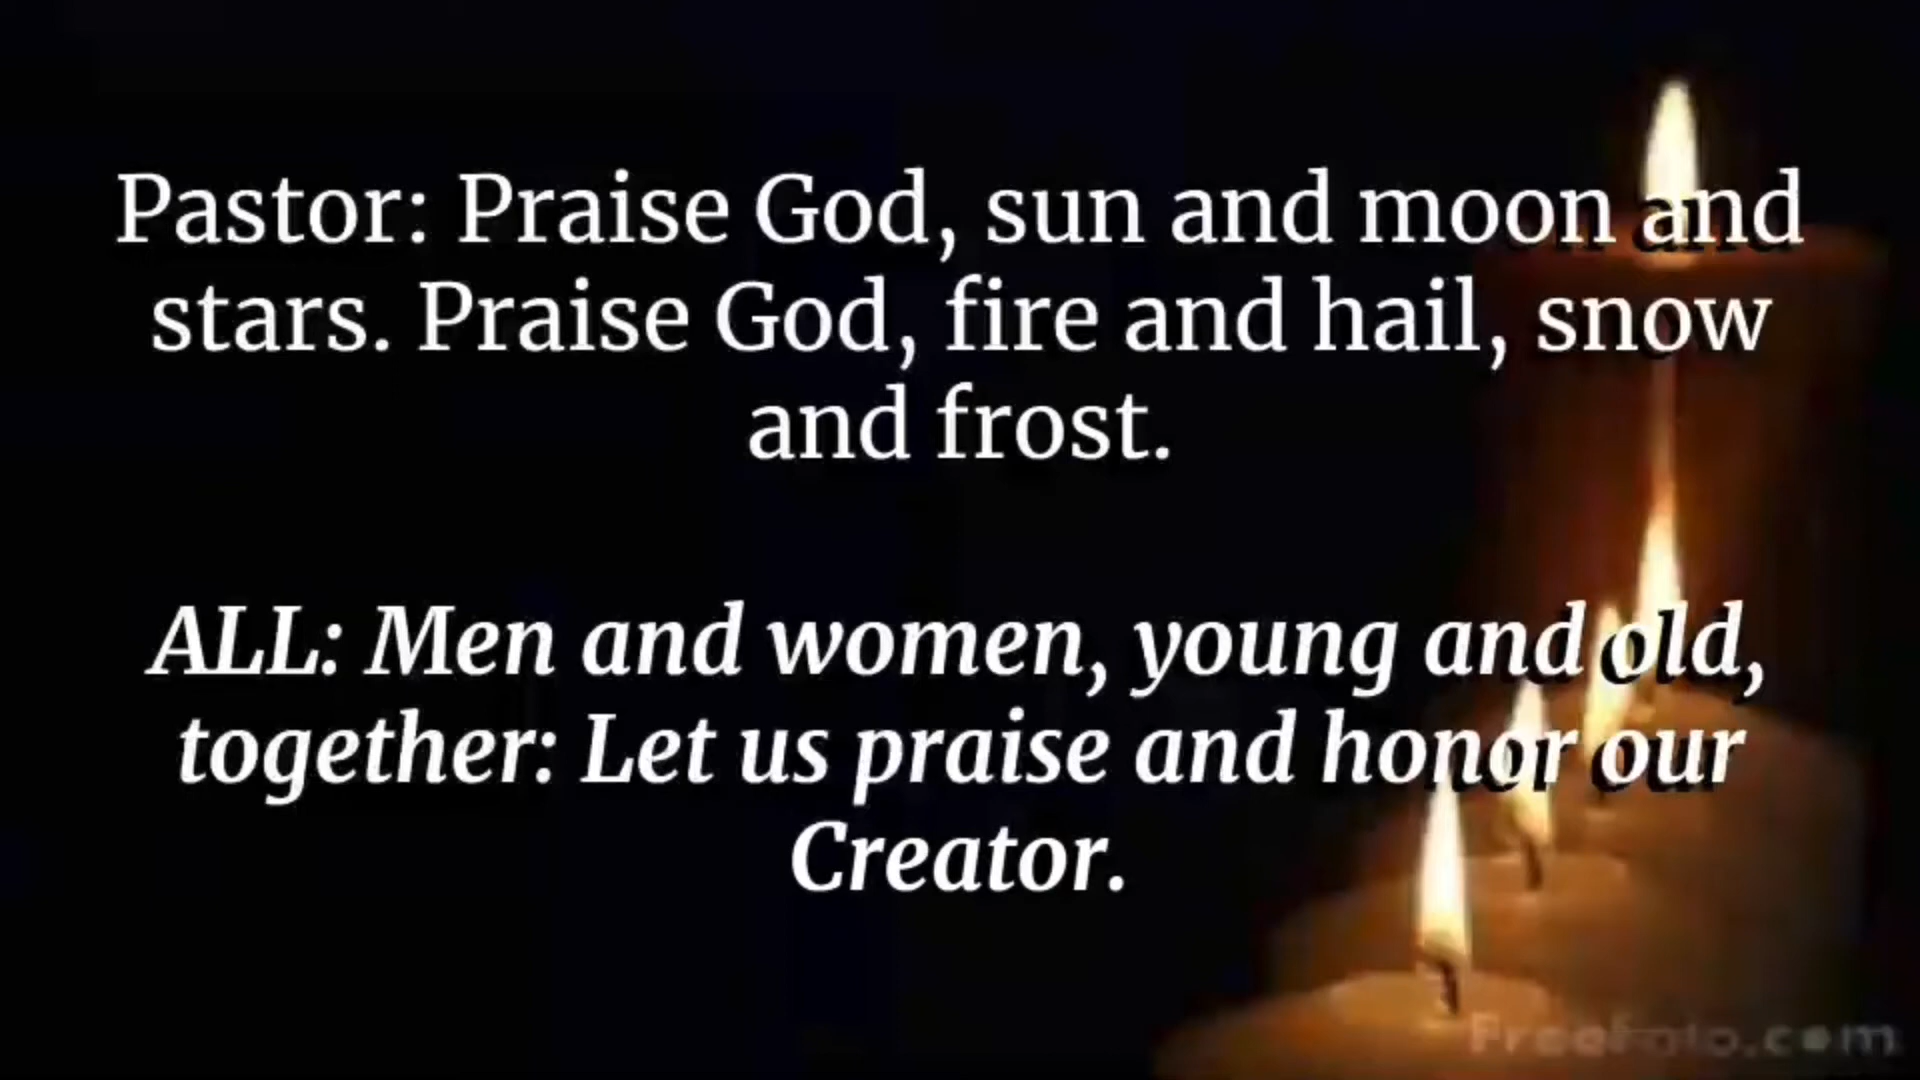 Pastor: Praise God, sun and moon and
stars. Praise God, fire and hail, snow
and frost.
ALL: Men and women, young and old,
together: Let us praise and honor our
Creator.
FreeFoto.com